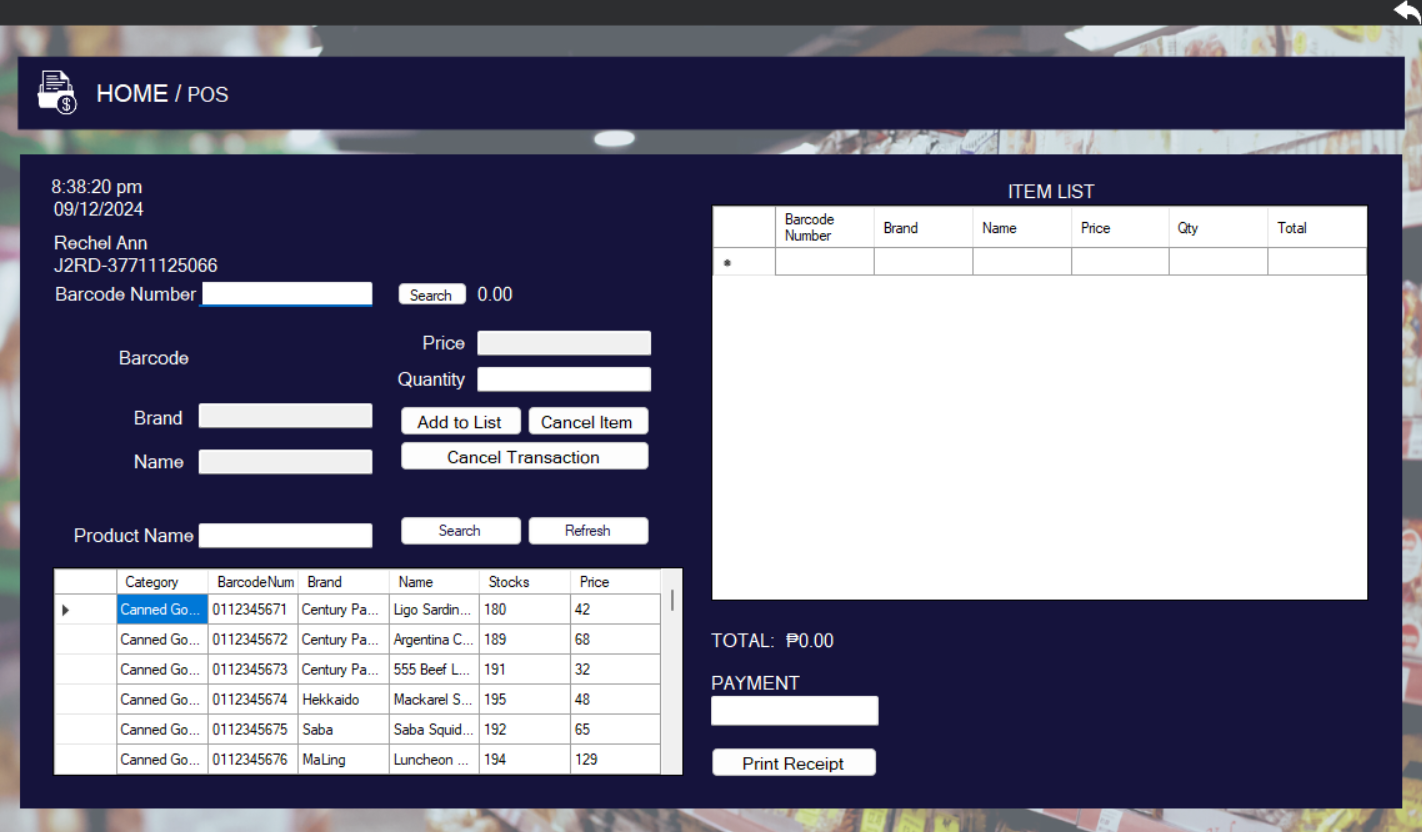 HOME / POS
8:38:20 pm
09/12/2024
Rechel Ann
J2RD-37711125066
Barcode Number
Search
0.00
Barcode
Price
Quantity
Brand
Add to List
Cancel Item
Name
Cancel Transaction
Product Name
Search
Refresh
Category BarcodeNum Brand Name Stocks Price
Canned Go... 0112345671 Century Pa... Ligo Sardin... 180 42
Canned Go... 0112345672 Century Pa... Argentina C... 189 68
Canned Go... 0112345673 Century Pa... 555 Beef L... 191 32
Canned Go... 0112345674 Hekkaido Mackarel S... 195 48
Canned Go... 0112345675 Saba Saba Squid... 192 65
Canned Go... 0112345676 MaLing Luncheon ... 194 129
ITEM LIST
Barcode Number Brand Name Price Qty Total
TOTAL: ₱0.00
PAYMENT
Print Receipt